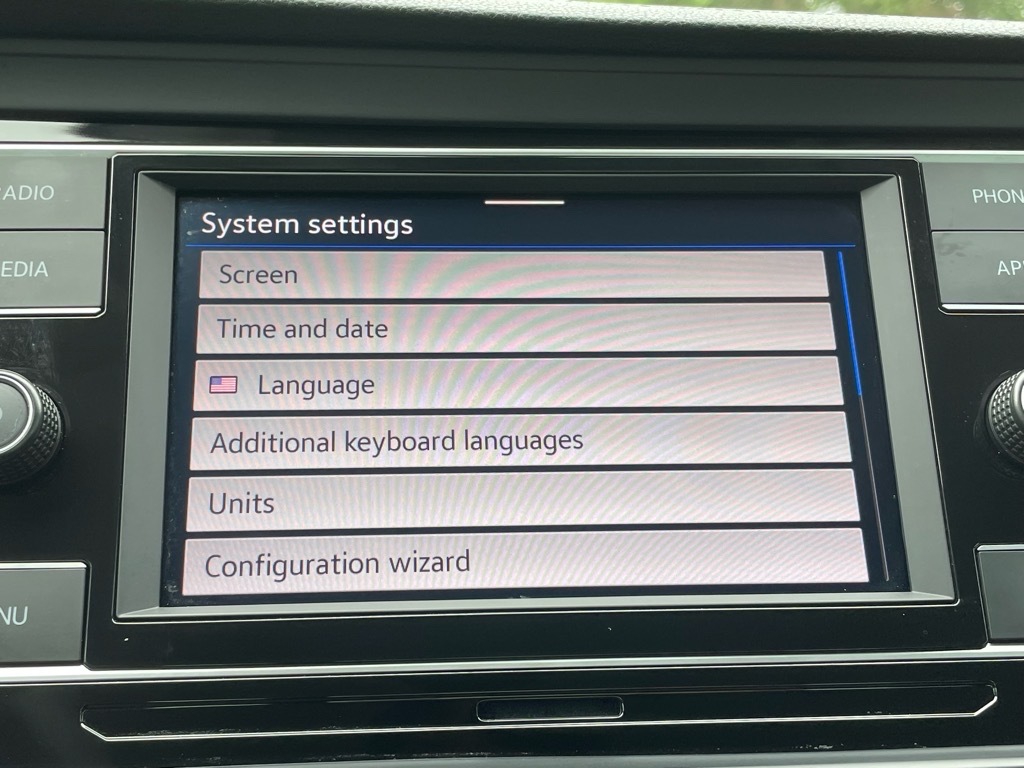 System settings
Screen
Time and date
Language
Additional keyboard languages
Units
Configuration wizard
ADIO
EDIA
NU
PHON
AP